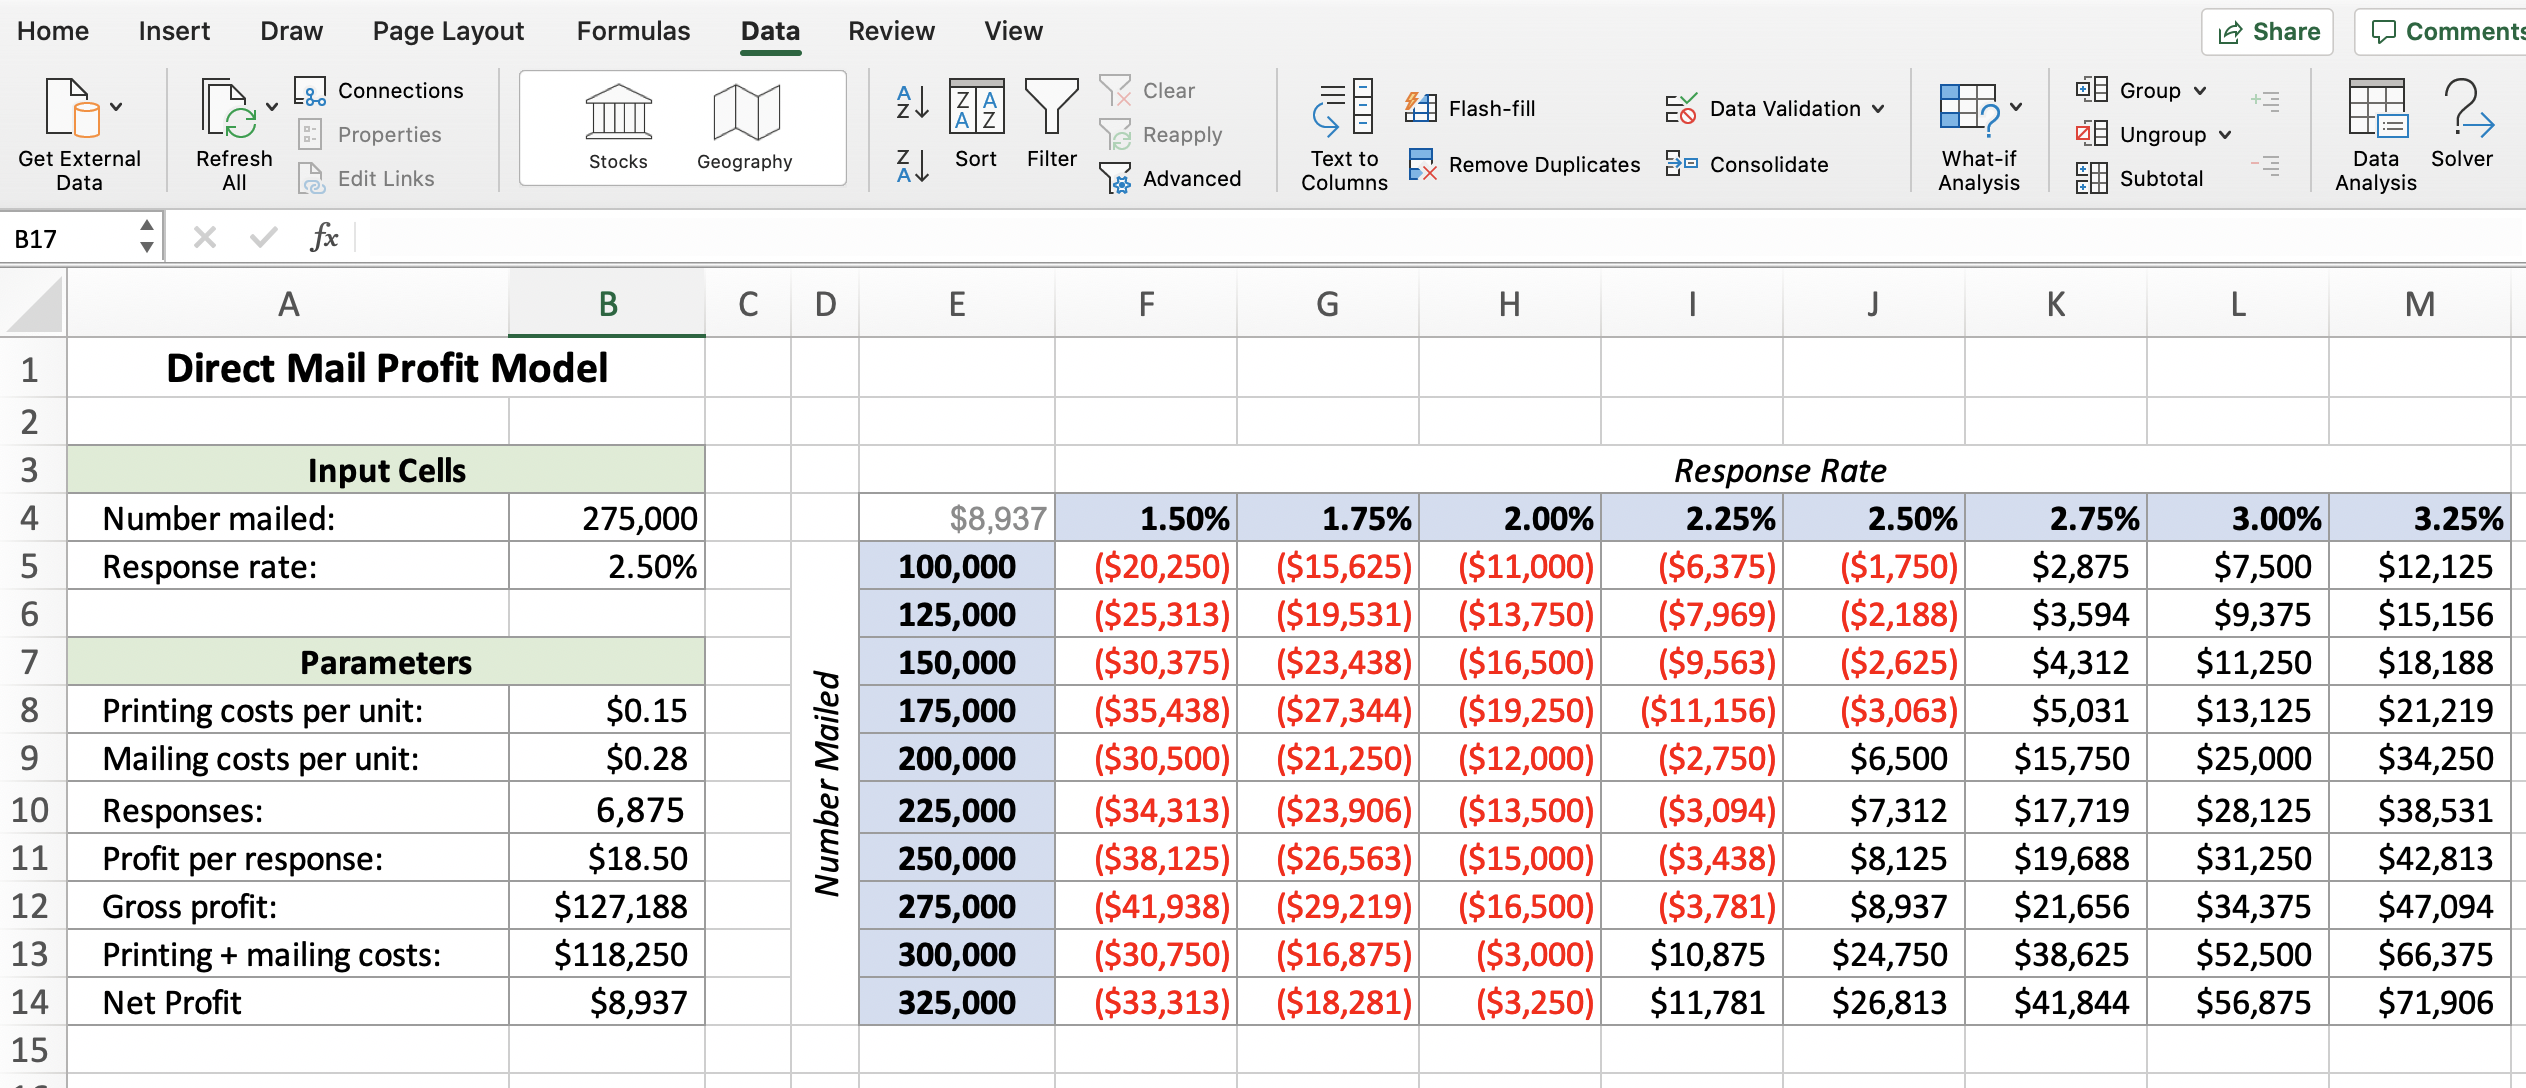 Home Insert Draw Page Layout Formulas Data Review View Share Comments
Get External Data
Refresh All
Connections
Properties
Edit Links
Stocks
Geography
Sort
Filter
Clear
Reapply
Advanced
Text to Columns
Flash-fill
Remove Duplicates
Data Validation
Consolidate
What-if Analysis
Group
Ungroup
Subtotal
Data Analysis
Solver
B17 fx
A B C D E F G H I J K L M
1 Direct Mail Profit Model
2
3 Input Cells Response Rate
4 Number mailed: 275,000 $8,937 1.50% 1.75% 2.00% 2.25% 2.50% 2.75% 3.00% 3.25%
5 Response rate: 2.50% 100,000 ($20,250) ($15,625) ($11,000) ($6,375) ($1,750) $2,875 $7,500 $12,125
6 125,000 ($25,313) ($19,531) ($13,750) ($7,969) ($2,188) $3,594 $9,375 $15,156
7 Parameters 150,000 ($30,375) ($23,438) ($16,500) ($9,563) ($2,625) $4,312 $11,250 $18,188
8 Printing costs per unit: $0.15 175,000 ($35,438) ($27,344) ($19,250) ($11,156) ($3,063) $5,031 $13,125 $21,219
9 Mailing costs per unit: $0.28 200,000 ($30,500) ($21,250) ($12,000) ($2,750) $6,500 $15,750 $25,000 $34,250
10 Responses: 6,875 225,000 ($34,313) ($23,906) ($13,500) ($3,094) $7,312 $17,719 $28,125 $38,531
11 Profit per response: $18.50 250,000 ($38,125) ($26,563) ($15,000) ($3,438) $8,125 $19,688 $31,250 $42,813
12 Gross profit: $127,188 275,000 ($41,938) ($29,219) ($16,500) ($3,781) $8,937 $21,656 $34,375 $47,094
13 Printing + mailing costs: $118,250 300,000 ($30,750) ($16,875) ($3,000) $10,875 $24,750 $38,625 $52,500 $66,375
14 Net Profit $8,937 325,000 ($33,313) ($18,281) ($3,250) $11,781 $26,813 $41,844 $56,875 $71,906
15
Number Mailed